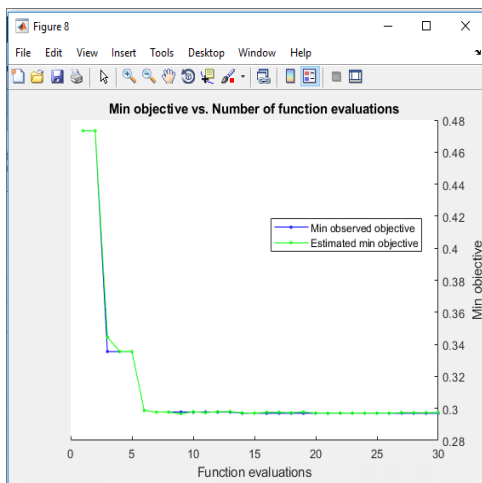 Figure 8
File Edit View Insert Tools Desktop Window Help
Min objective vs. Number of function evaluations
0.48
0.46
0.44
0.42
0.4
0.38
0.36
0.34
0.32
0.3
0.28
Min objective
Min observed objective
Estimated min objective
0 5 10 15 20 25 30
Function evaluations